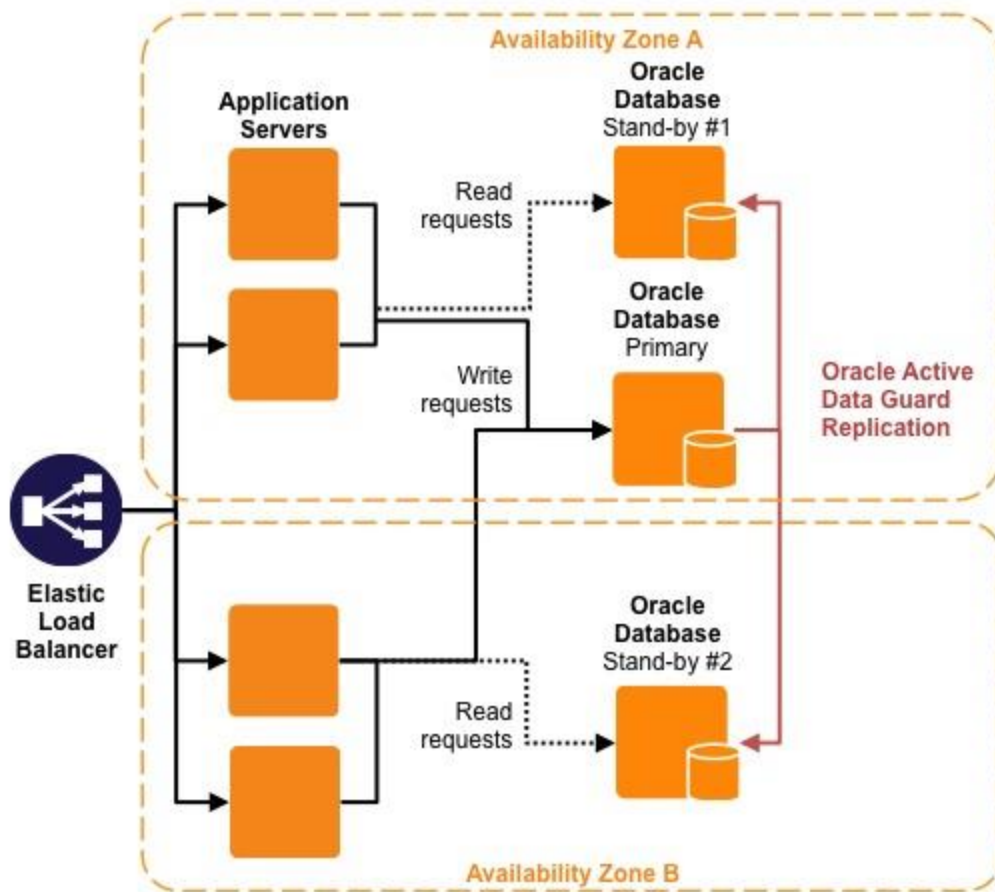 Availability Zone A
Application
Servers
Oracle
Database
Stand-by #1
Read
requests
Oracle
Database
Primary
Write
requests
Oracle Active
Data Guard
Replication
Elastic
Load
Balancer
Oracle
Database
Stand-by #2
Read
requests
Availability Zone B